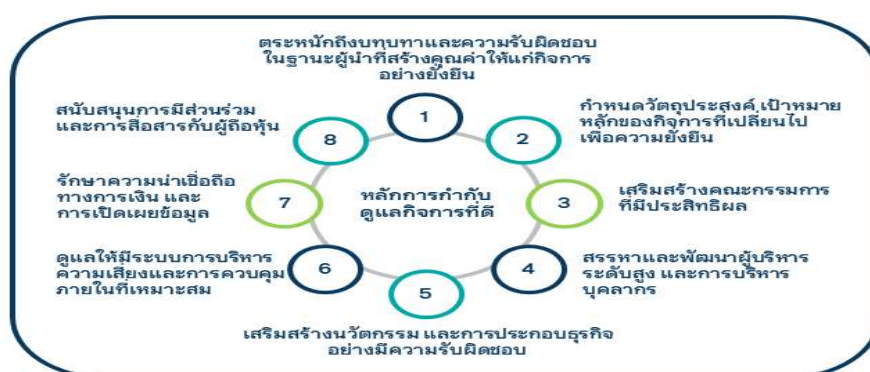 ตระหนักถึงบทบทาและความรับผิดชอบ
ในฐานะผู้นำที่สร้างคุณค่าให้แก่กิจการ
อย่างยั่งยืน
1
กำหนดวัตถุประสงค์ เป้าหมาย
หลักของกิจการที่เปลี่ยนไป
เพื่อความยั่งยืน
2
เสริมสร้างคณะกรรมการ
ที่มีประสิทธิผล
3
สรรหาและพัฒนาผู้บริหาร
ระดับสูง และการบริหาร
บุคลากร
4
5
เสริมสร้างนวัตกรรม และการประกอบธุรกิจ
อย่างมีความรับผิดชอบ
6
ดูแลให้มีระบบการบริหาร
ความเสี่ยงและการควบคุม
ภายในที่เหมาะสม
7
รักษาความน่าเชื่อถือ
ทางการเงิน และ
การเปิดเผยข้อมูล
8
สนับสนุนการมีส่วนร่วม
และการสื่อสารกับผู้ถือหุ้น
หลักการกำกับ
ดูแลกิจการที่ดี